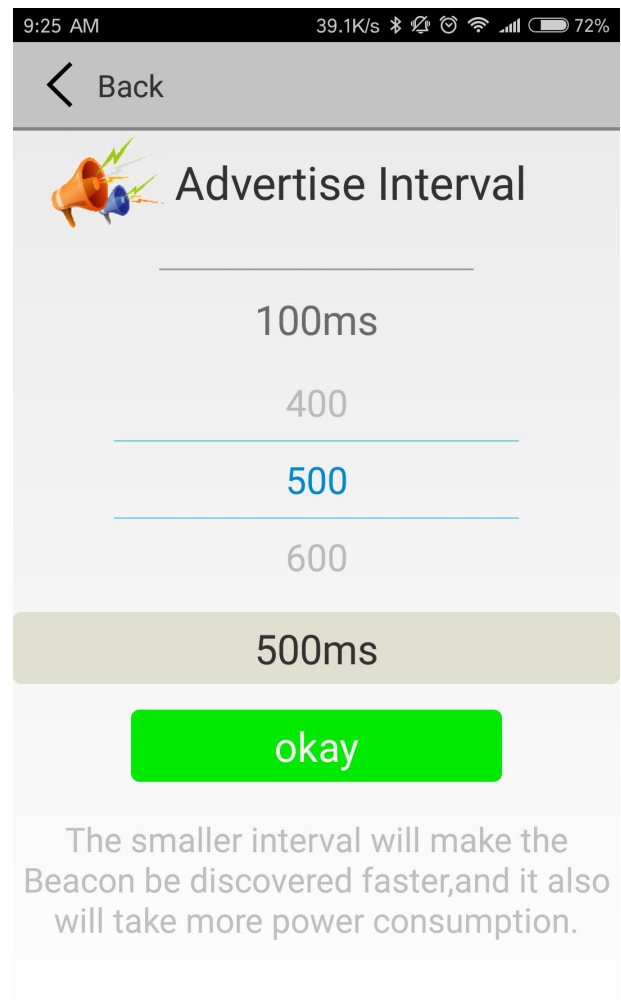 9:25 AM 39.1K/s 72%
Back
Advertise Interval
100ms
400
500
600
500ms
okay
The smaller interval will make the
Beacon be discovered faster,and it also
will take more power consumption.